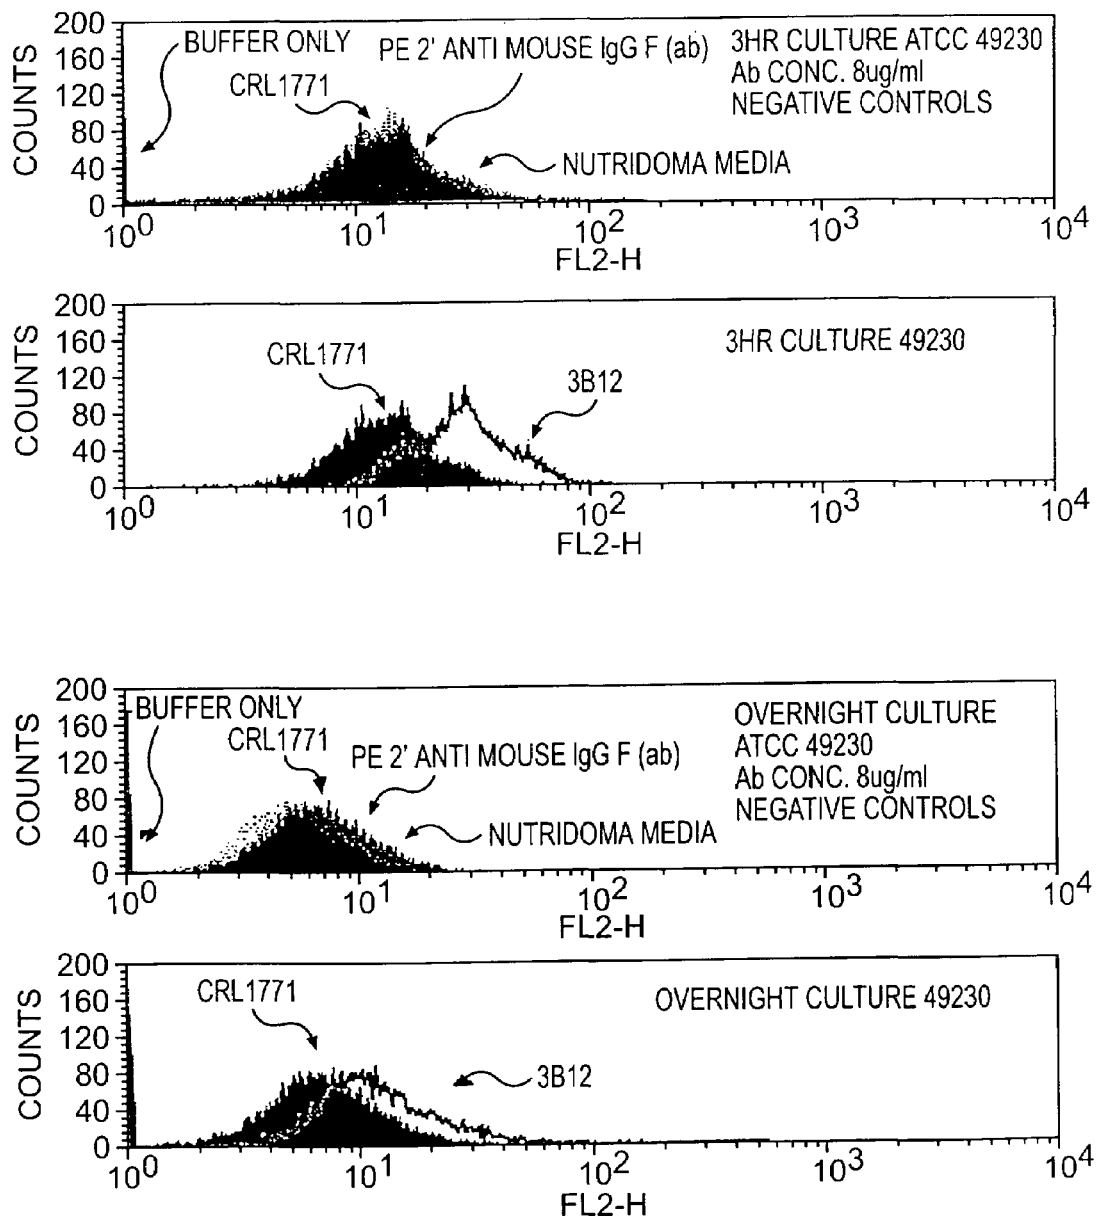 200
160
120
80
40
0
COUNTS
BUFFER ONLY
PE 2' ANTI MOUSE IgG F (ab)
CRL1771
NUTRIDOMA MEDIA
3HR CULTURE ATCC 49230
Ab CONC. 8ug/ml
NEGATIVE CONTROLS
10^0
10^1
10^2
10^3
10^4
FL2-H
200
160
120
80
40
0
COUNTS
CRL1771
3B12
3HR CULTURE 49230
10^0
10^1
10^2
10^3
10^4
FL2-H
200
160
120
80
40
0
COUNTS
BUFFER ONLY
CRL1771
PE 2' ANTI MOUSE IgG F (ab)
NUTRIDOMA MEDIA
OVERNIGHT CULTURE
ATCC 49230
Ab CONC. 8ug/ml
NEGATIVE CONTROLS
10^0
10^1
10^2
10^3
10^4
FL2-H
200
160
120
80
40
0
COUNTS
CRL1771
3B12
OVERNIGHT CULTURE 49230
10^0
10^1
10^2
10^3
10^4
FL2-H